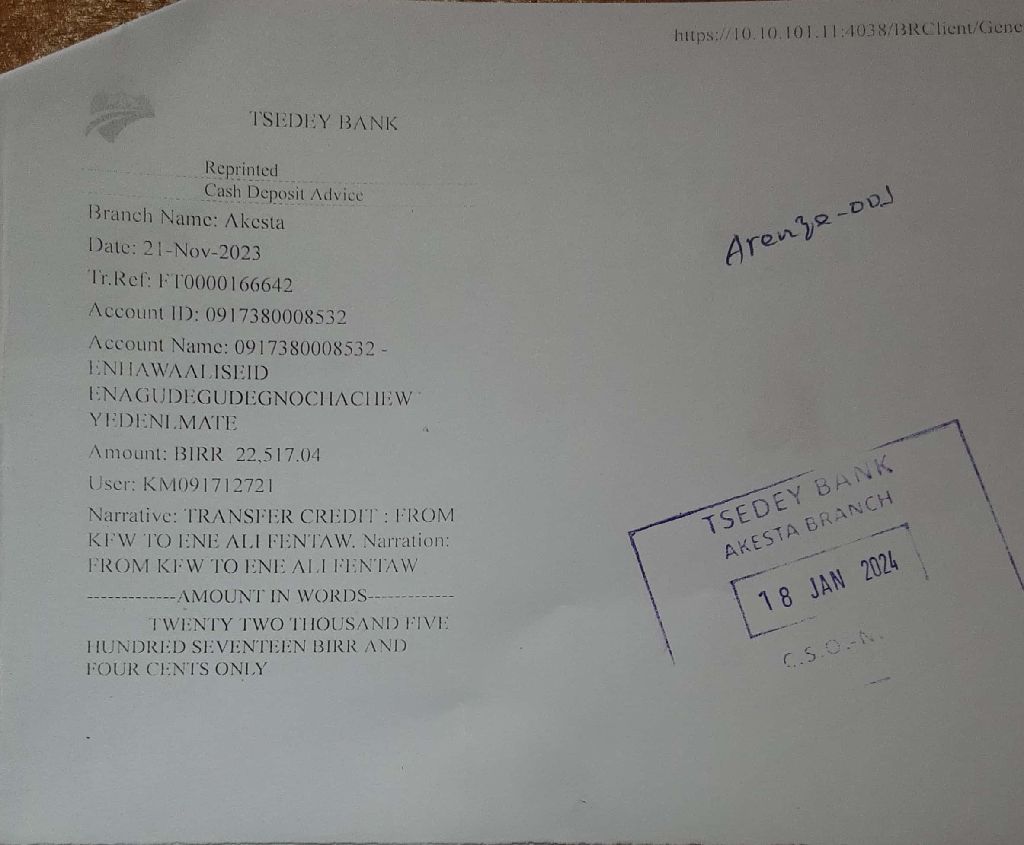 https://10.10.101.11:4038/BRClient/Gene
TSEDEY BANK
Reprinted
Cash Deposit Advice
Branch Name: Akesta
Date: 21-Nov-2023
Tr.Ref: FT0000166642
Account ID: 0917380008532
Account Name: 0917380008532 -
ENHAWAALISEID
ENAGUDEGUDEGNOCHACHEW
YEDENLMATE
Amount: BIRR 22,517.04
User: KM091712721
Narrative: TRANSFER CREDIT : FROM
KFW TO ENE ALI FENTAW. Narration:
FROM KFW TO ENE ALI FENTAW
-------------AMOUNT IN WORDS-------------
TWENTY TWO THOUSAND FIVE
HUNDRED SEVENTEEN BIRR AND
FOUR CENTS ONLY
TSEDEY BANK
AKESTA BRANCH
18 JAN 2024
C.S.O.-N.